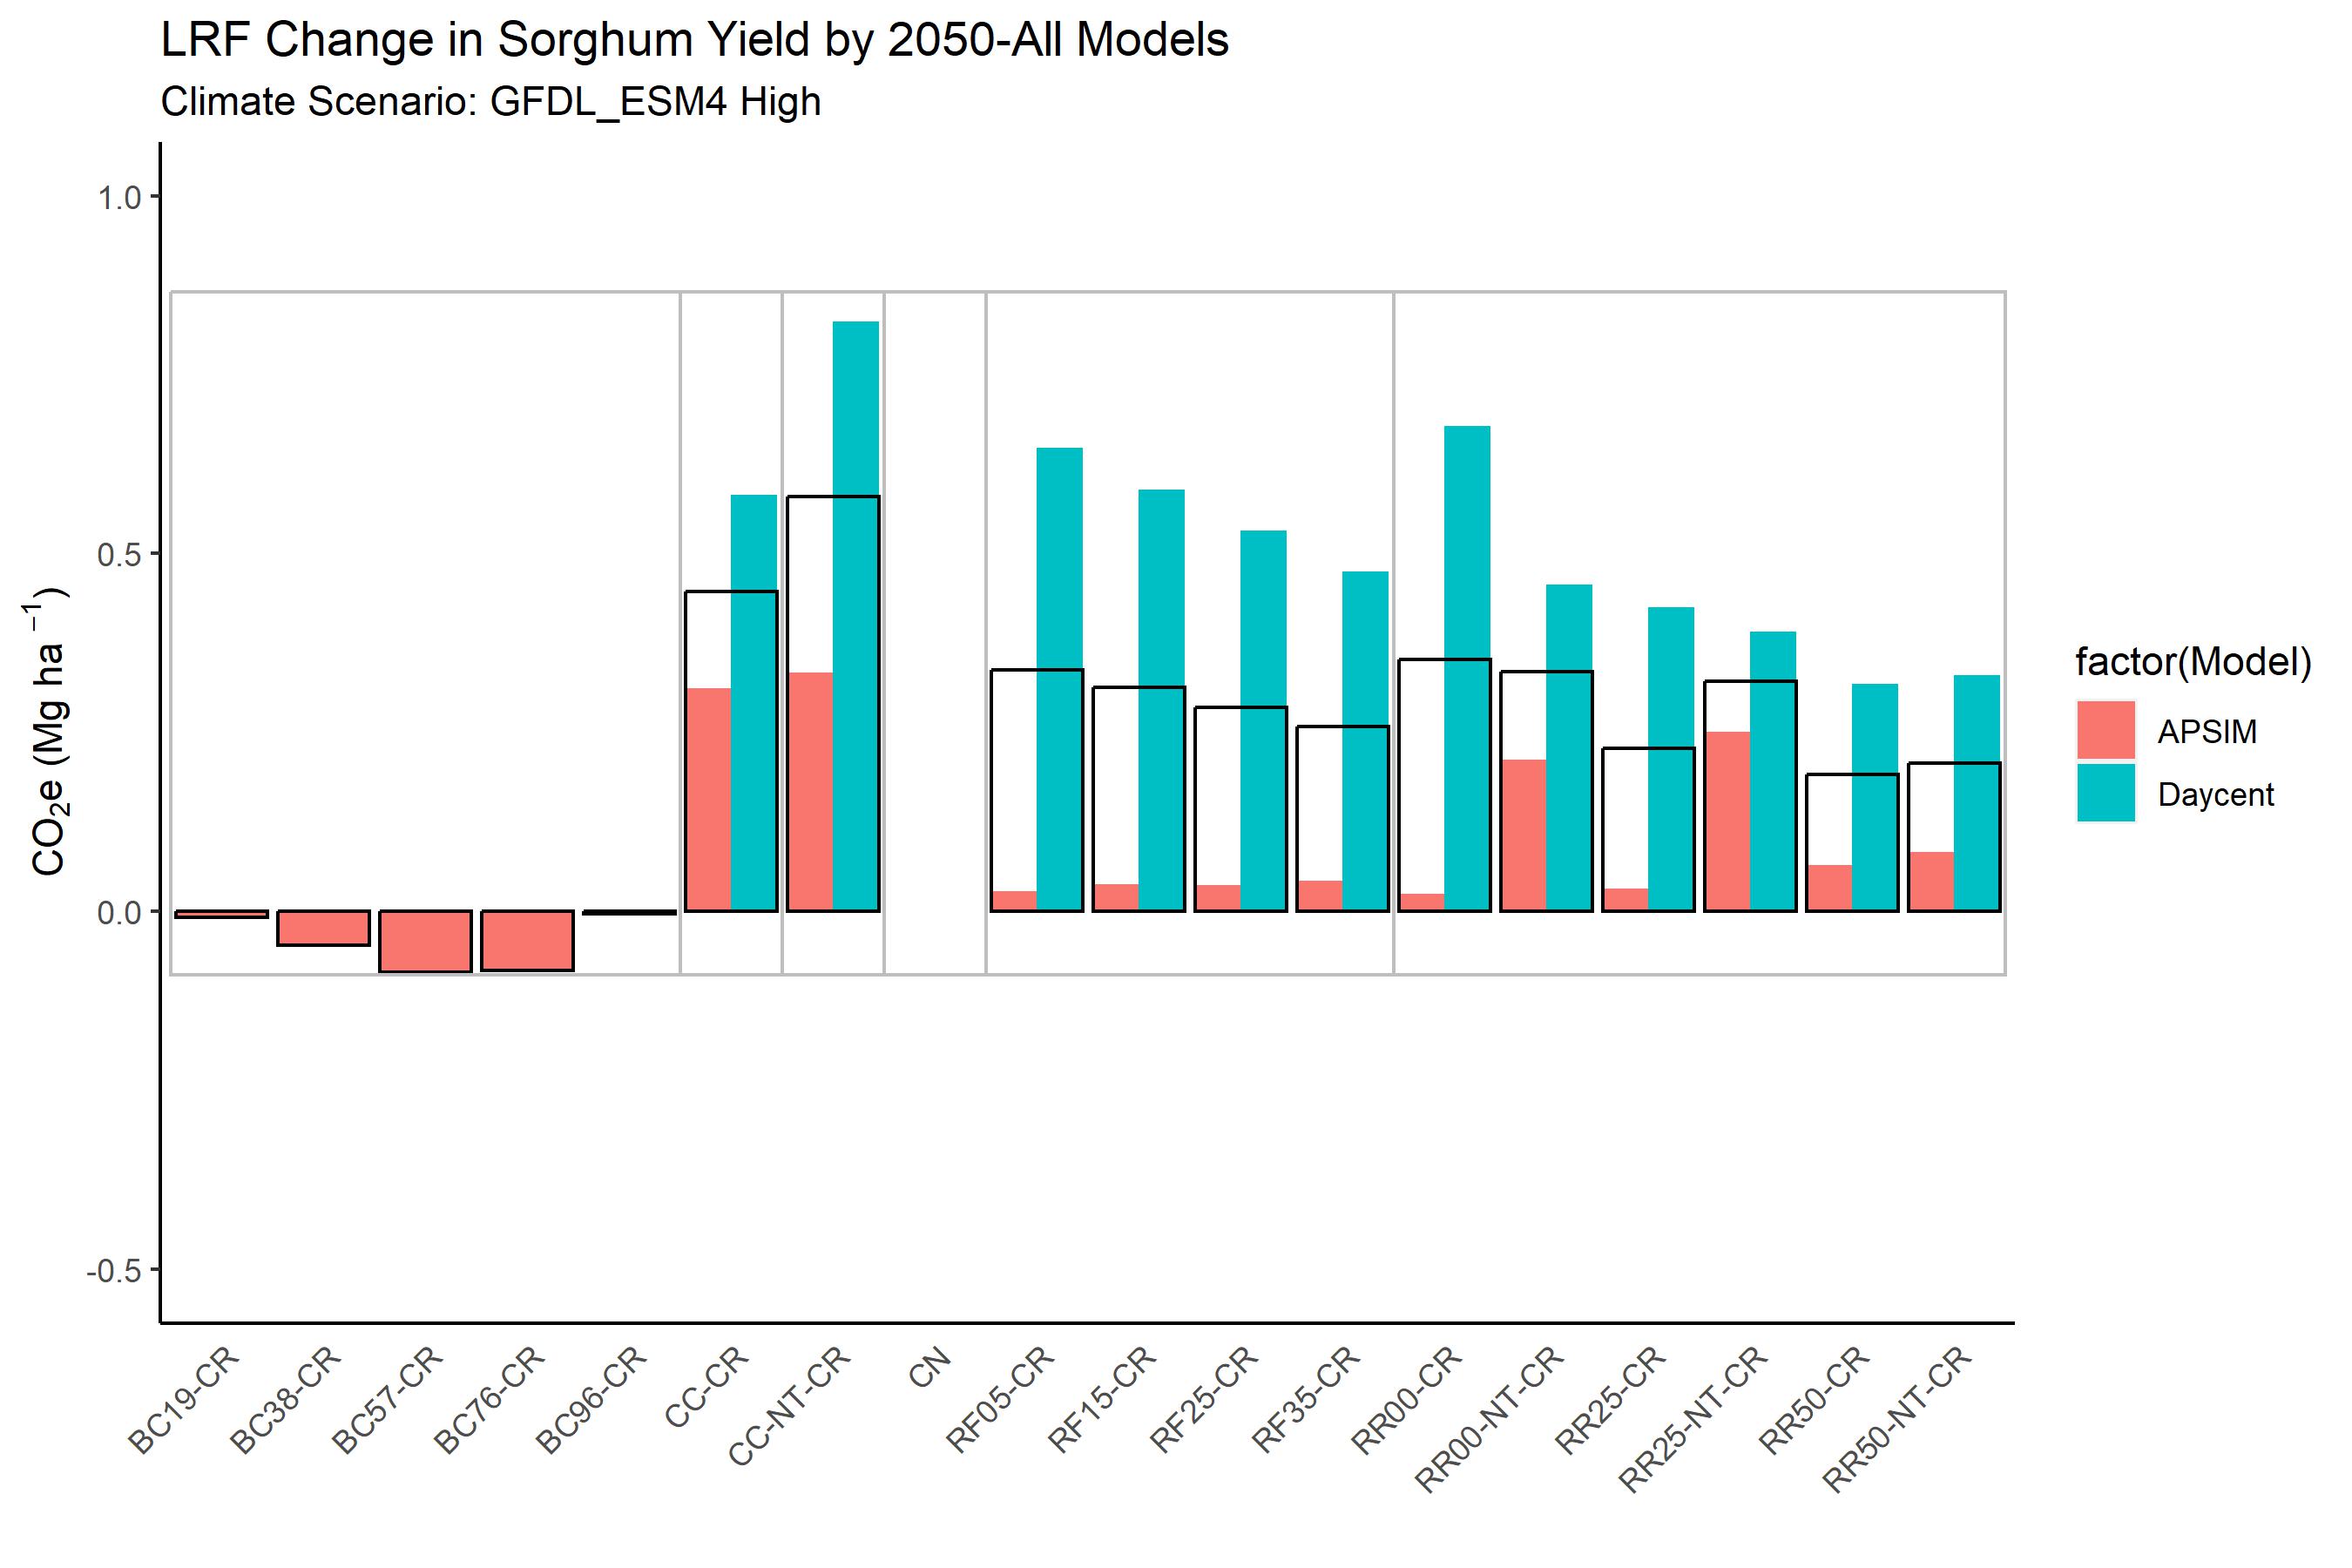 LRF Change in Sorghum Yield by 2050-All Models
Climate Scenario: GFDL_ESM4 High
CO₂e (Mg ha ⁻¹)
1.0
0.5
0.0
-0.5
BC19-CR
BC38-CR
BC57-CR
BC76-CR
BC96-CR
CC-CR
CC-NT-CR
CN
RF05-CR
RF15-CR
RF25-CR
RF35-CR
RR00-CR
RR00-NT-CR
RR25-CR
RR25-NT-CR
RR50-CR
RR50-NT-CR
factor(Model)
APSIM
Daycent